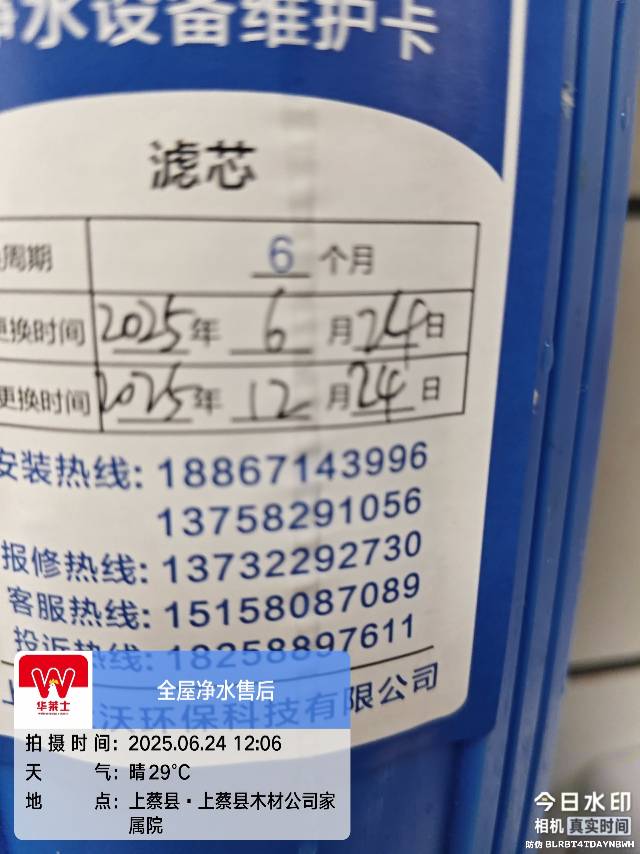 净水设备维护卡
滤芯
周期 6 个月
更换时间 2025年 6 月 24 日
更换时间 2025年 12 月 24 日
安装热线: 18867143996
13758291056
报修热线: 13732292730
客服热线: 15158087089
投诉热线: 18258897611
上 沃环保科技有限公司
华莱士
全屋净水售后
拍摄时间: 2025.06.24 12:06
天 气: 晴 29°C
地 点: 上蔡县·上蔡县木材公司家
属院
今日水印
相机 真实时间
防伪 BLRBT4TDAYNBWH